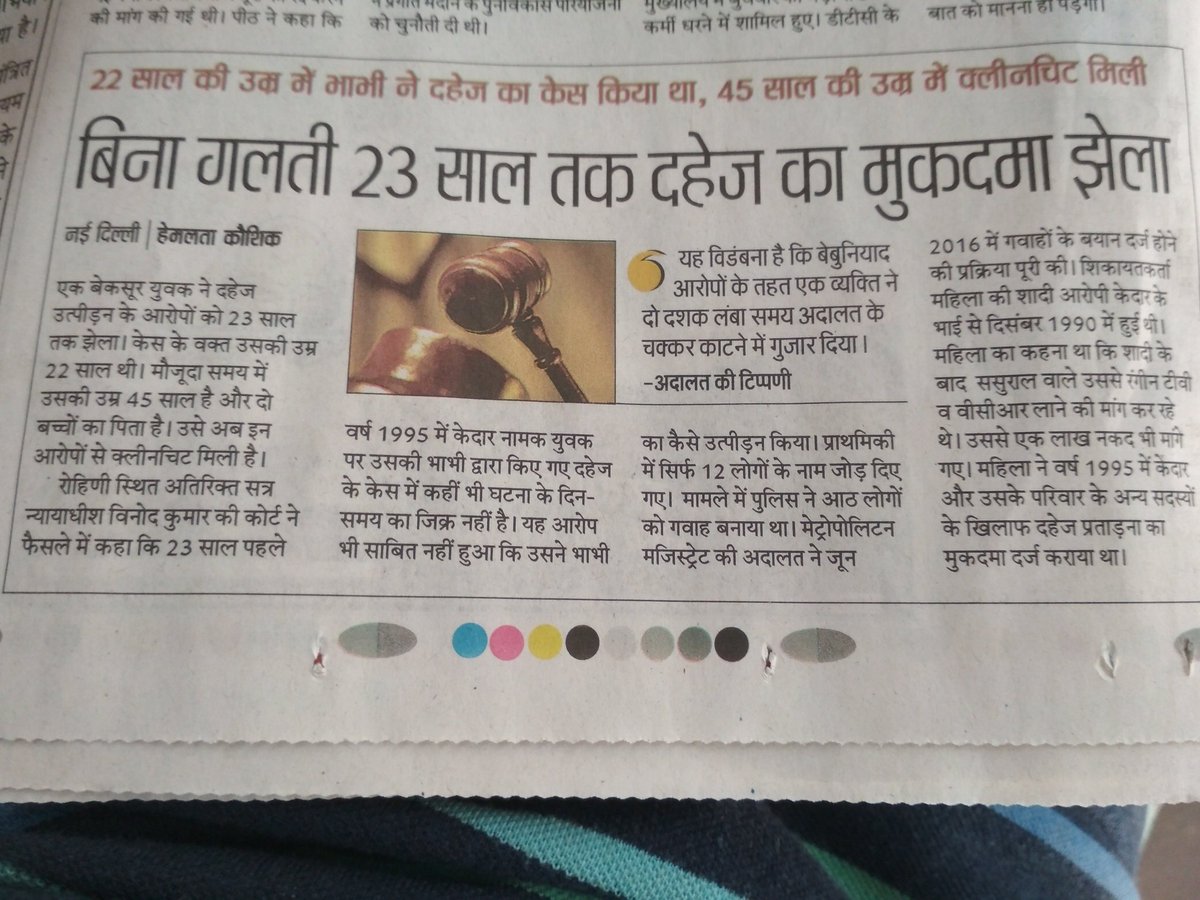 की मांग की गई थी। पीठ ने कहा कि
को चुनौती दी थी।
कर्मी धरने में शामिल हुए। डीटीसी के
बात को मानना ही पड़ेगा।
22 साल की उम्र में भाभी ने दहेज का केस किया था, 45 साल की उम्र में क्लीनचिट मिली
बिना गलती 23 साल तक दहेज का मुकदमा झेला
नई दिल्ली | हेमलता कौशिक
एक बेकसूर युवक ने दहेज
उत्पीड़न के आरोपों को 23 साल
तक झेला। केस के वक्त उसकी उम्र
22 साल थी। मौजूदा समय में
उसकी उम्र 45 साल है और दो
बच्चों का पिता है। उसे अब इन
आरोपों से क्लीनचिट मिली है।
रोहिणी स्थित अतिरिक्त सत्र
न्यायाधीश विनोद कुमार की कोर्ट ने
फैसले में कहा कि 23 साल पहले
वर्ष 1995 में केदार नामक युवक
पर उसकी भाभी द्वारा किए गए दहेज
के केस में कहीं भी घटना के दिन-
समय का जिक्र नहीं है। यह आरोप
भी साबित नहीं हुआ कि उसने भाभी
यह विडंबना है कि बेबुनियाद
आरोपों के तहत एक व्यक्ति ने
दो दशक लंबा समय अदालत के
चक्कर काटने में गुजार दिया।
-अदालत की टिप्पणी
का कैसे उत्पीड़न किया। प्राथमिकी
में सिर्फ 12 लोगों के नाम जोड़ दिए
गए। मामले में पुलिस ने आठ लोगों
को गवाह बनाया था। मेट्रोपोलिटन
मजिस्ट्रेट की अदालत ने जून
2016 में गवाहों के बयान दर्ज होने
की प्रक्रिया पूरी की। शिकायतकर्ता
महिला की शादी आरोपी केदार के
भाई से दिसंबर 1990 में हुई थी।
महिला का कहना था कि शादी के
बाद ससुराल वाले उससे रंगीन टीवी
व वीसीआर लाने की मांग कर रहे
थे। उससे एक लाख नकद भी मांगे
गए। महिला ने वर्ष 1995 में केदार
और उसके परिवार के अन्य सदस्यों
के खिलाफ दहेज प्रताड़ना का
मुकदमा दर्ज कराया था।